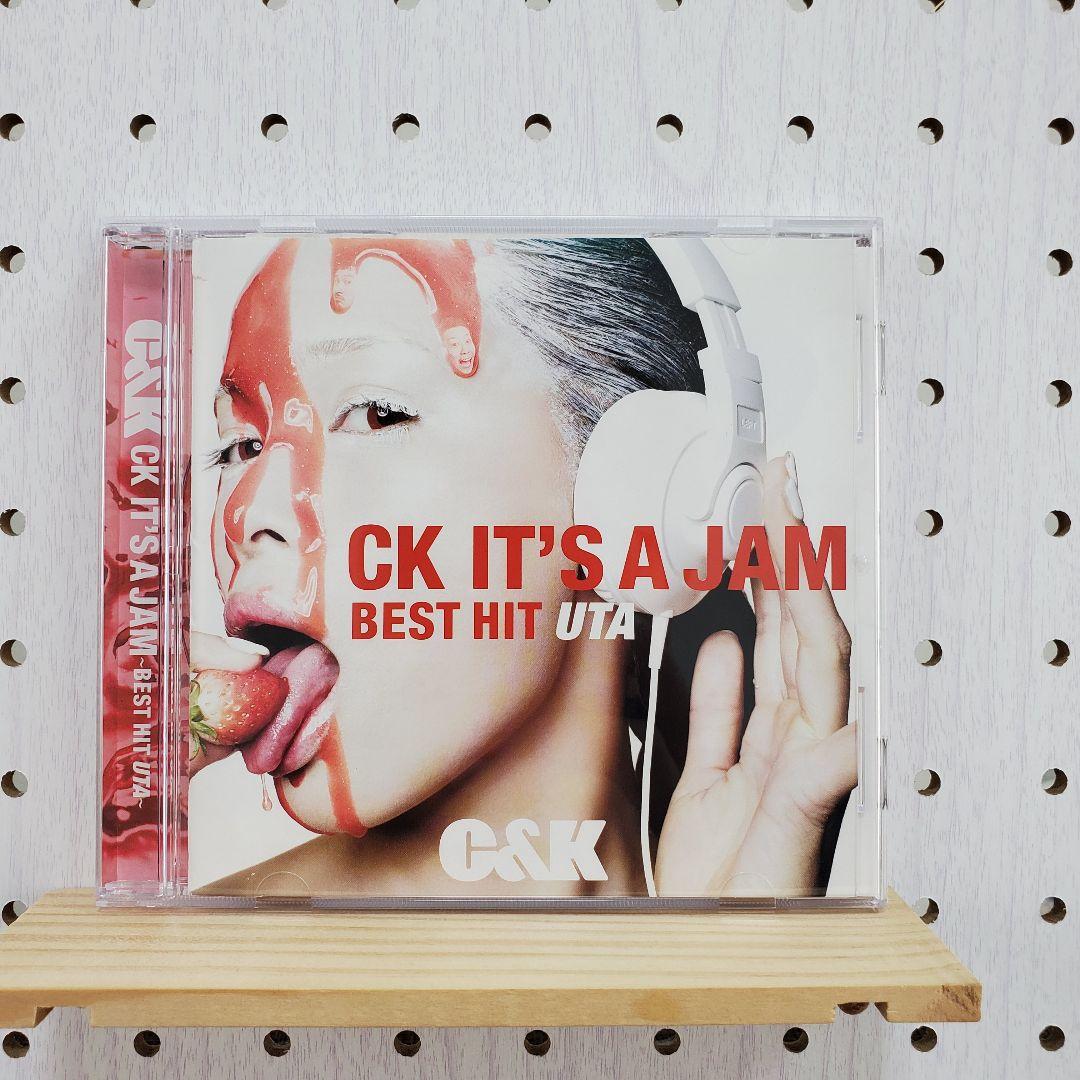 C&K CK IT'S A JAM ~BEST HIT UTA~
CK IT'S A JAM
BEST HIT UTA
C&K